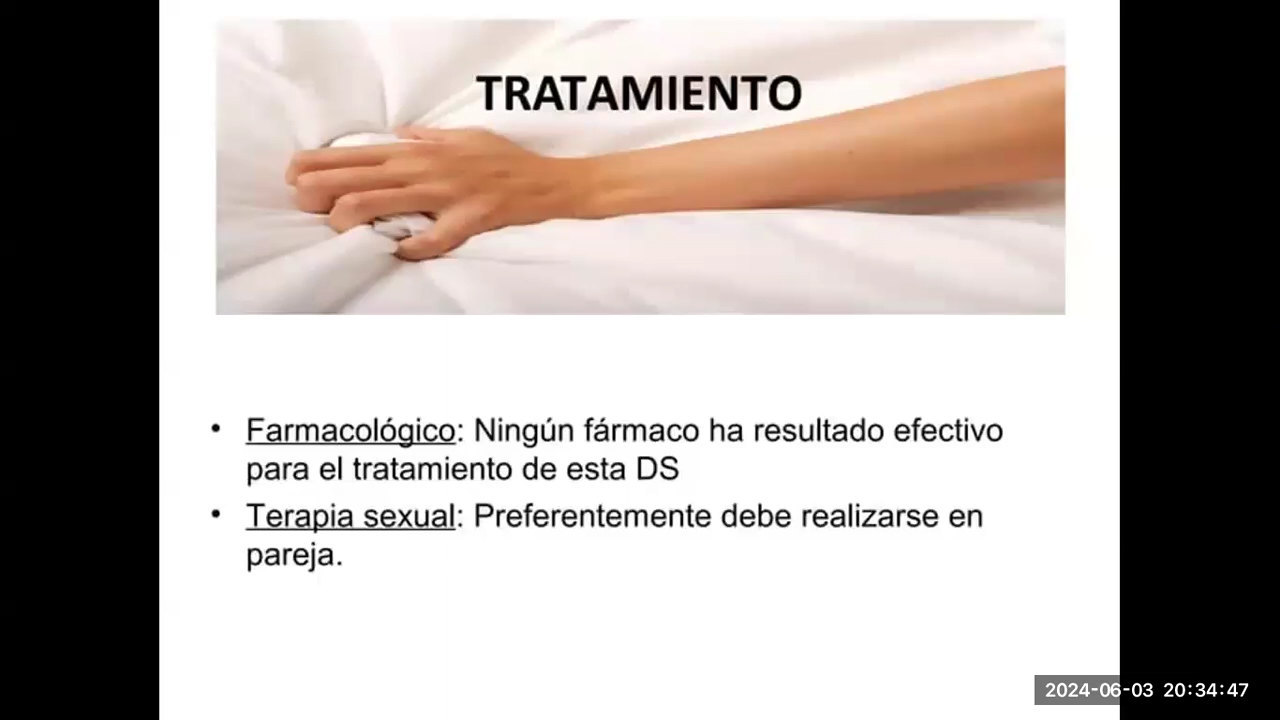 TRATAMIENTO
• Farmacológico: Ningún fármaco ha resultado efectivo
para el tratamiento de esta DS
• Terapia sexual: Preferentemente debe realizarse en
pareja.
2024-06-03 20:34:47